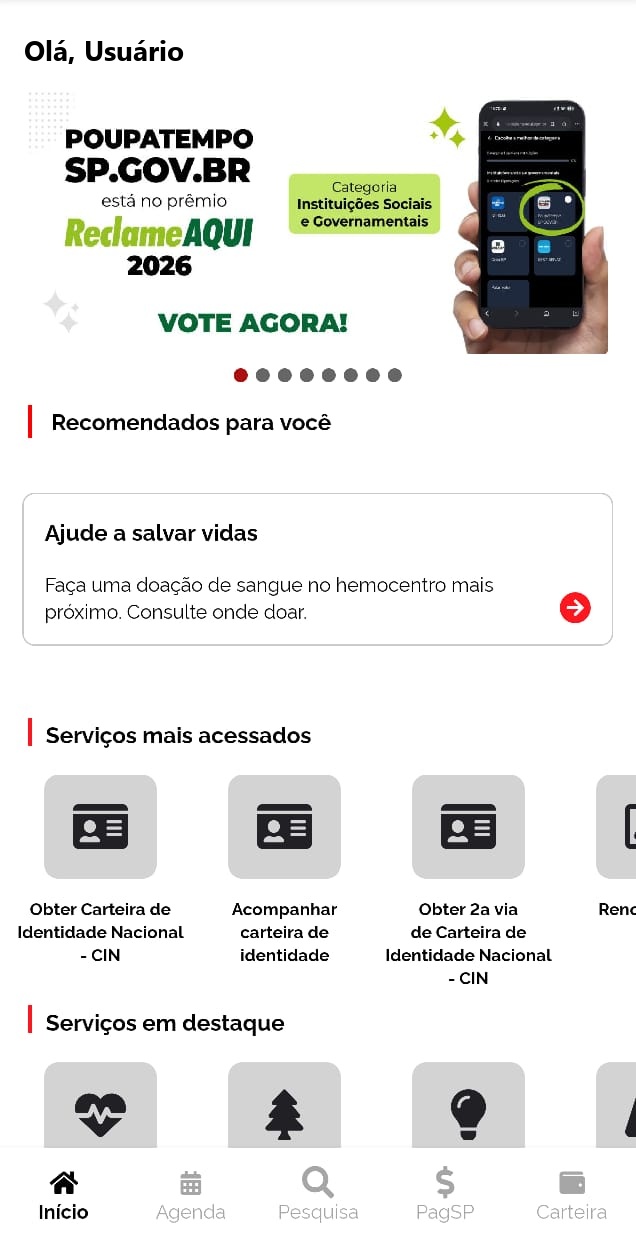 Olá, Usuário
POUPATEMPO
SP.GOV.BR
está no prêmio
ReclameAQUI
2026
Categoria
Instituições Sociais
e Governamentais
VOTE AGORA!
Recomendados para você
Ajude a salvar vidas
Faça uma doação de sangue no hemocentro mais
próximo. Consulte onde doar.
Serviços mais acessados
Obter Carteira de
Identidade Nacional
- CIN
Acompanhar
carteira de
identidade
Obter 2a via
de Carteira de
Identidade Nacional
- CIN
Reno
Serviços em destaque
Início
Agenda
Pesquisa
PagSP
Carteira